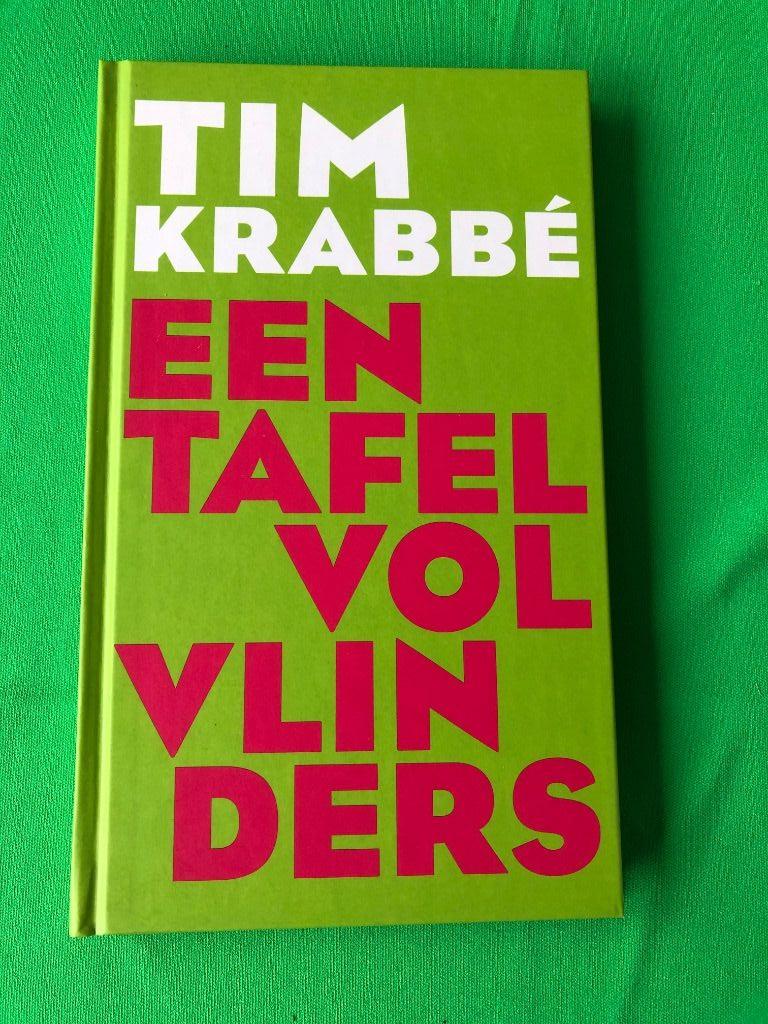 TIM
KRABBÉ
EEN
TAFEL
VOL
VLIN
DERS